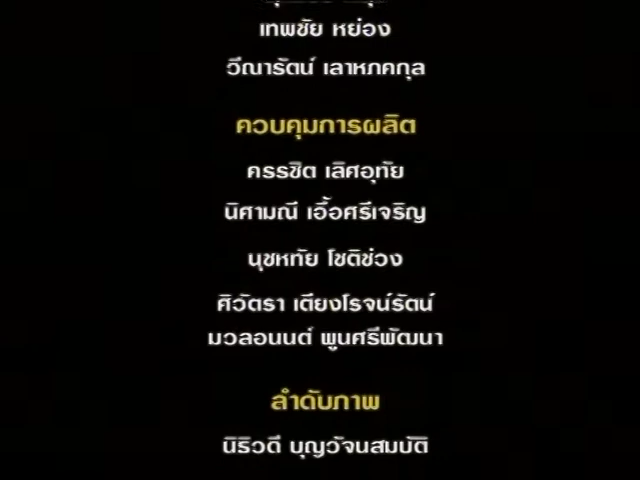 เทพชัย หย่อง
วีณารัตน์ เลาหภคกุล
ควบคุมการผลิต
ครรชิต เลิศอุทัย
นิศามณี เอื้อศรีเจริญ
นุชหทัย โชติช่วง
ศิวัตรา เตียงโรจน์รัตน์
มวลอนนต์ พูนศรีพัฒนา
ลำดับภาพ
นิธิวดี บุญวัจนสมบัติ